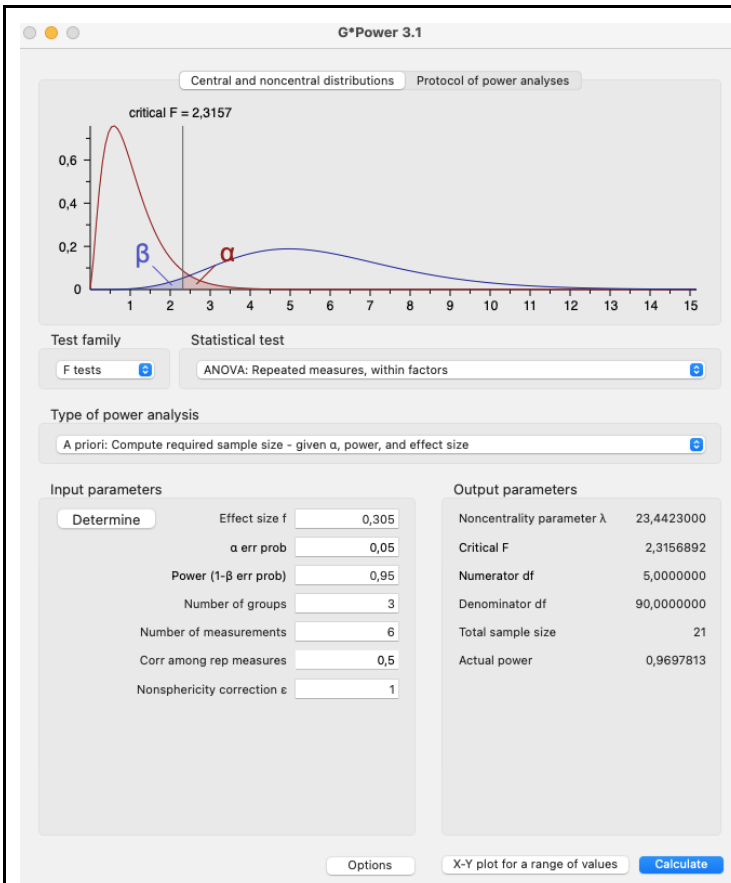 G*Power 3.1
Central and noncentral distributions Protocol of power analyses
critical F = 2,3157
0,6
0,4
0,2
0
β α
1 2 3 4 5 6 7 8 9 10 11 12 13 14 15
Test family Statistical test
F tests ANOVA: Repeated measures, within factors
Type of power analysis
A priori: Compute required sample size - given α, power, and effect size
Input parameters Output parameters
Determine Effect size f 0,305 Noncentrality parameter λ 23,4423000
α err prob 0,05 Critical F 2,3156892
Power (1-β err prob) 0,95 Numerator df 5,0000000
Number of groups 3 Denominator df 90,0000000
Number of measurements 6 Total sample size 21
Corr among rep measures 0,5 Actual power 0,9697813
Nonsphericity correction ε 1
Options X-Y plot for a range of values Calculate